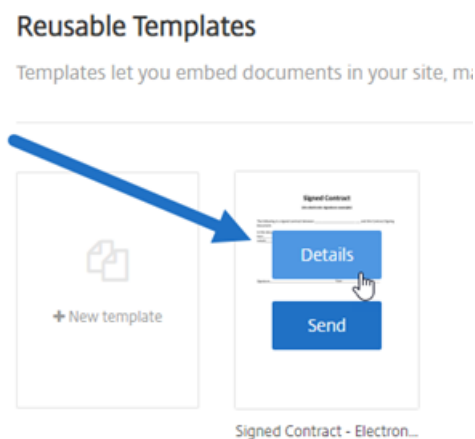 Reusable Templates
Templates let you embed documents in your site, ma
Signed Contract
Details
+ New template
Send
Signed Contract - Electron...